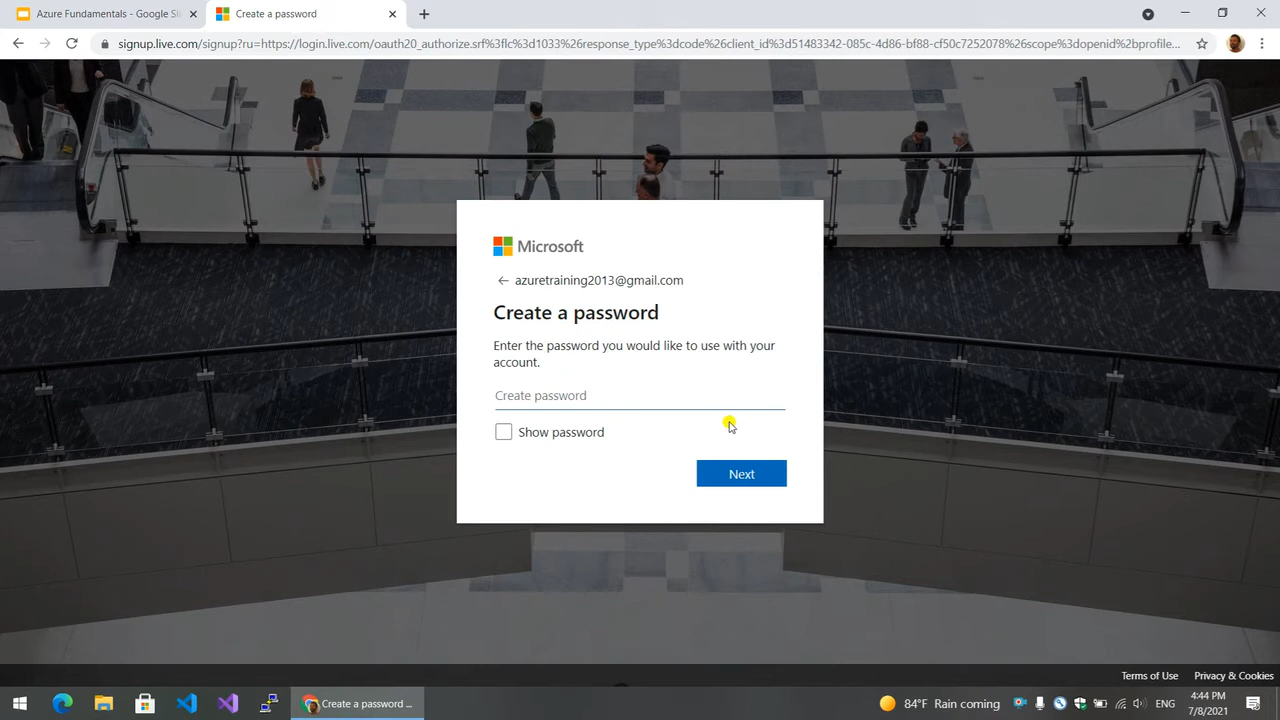 Azure Fundamentals - Google Sli
Create a password
signup.live.com/signup?ru=https://login.live.com/oauth20_authorize.srf%3flc%3d1033%26response_type%3dcode%26client_id%3d51483342-085c-4d86-bf88-cf50c7252078%26scope%3dopenid%2bprofile...
Microsoft
azuretraining2013@gmail.com
Create a password
Enter the password you would like to use with your
account.
Create password
Show password
Next
Terms of Use
Privacy & Cookies
Create a password ...
84°F Rain coming
ENG
4:44 PM
7/8/2021